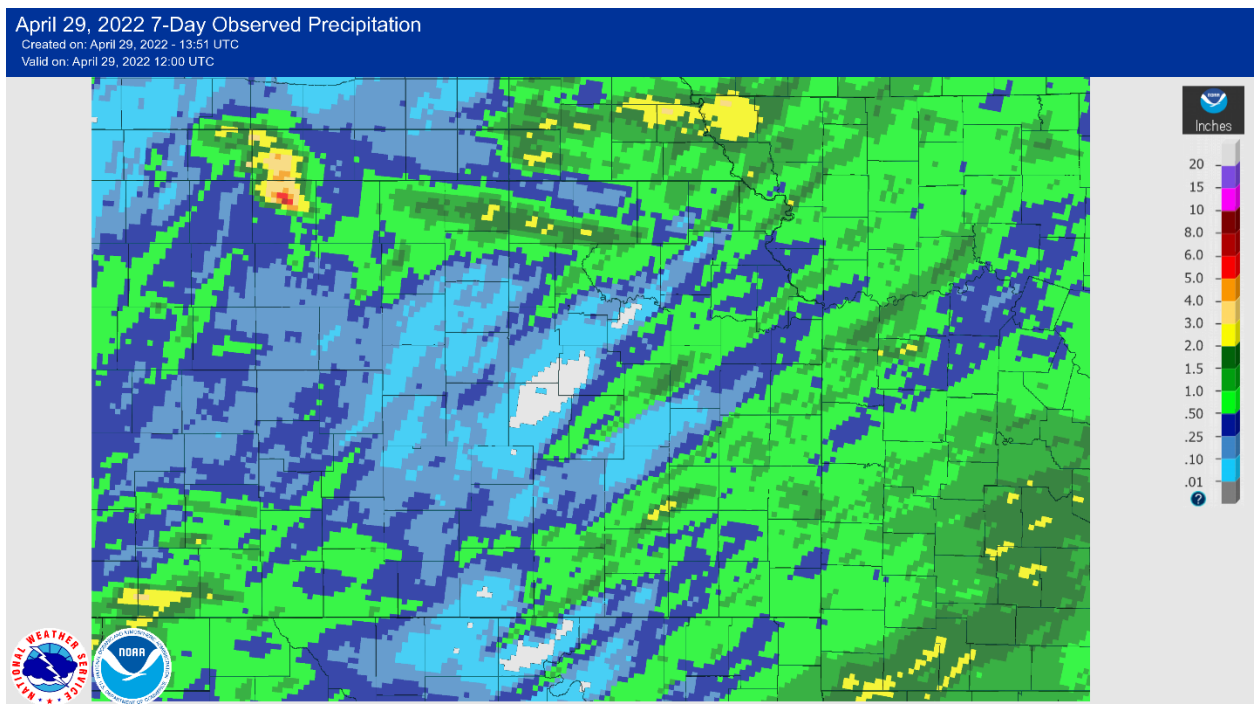 April 29, 2022 7-Day Observed Precipitation
Created on: April 29, 2022 - 13:51 UTC
Valid on: April 29, 2022 12:00 UTC
NOAA
Inches
20
15
10
8.0
6.0
5.0
4.0
3.0
2.0
1.5
1.0
.50
.25
.10
.01
?
NATIONAL WEATHER SERVICE
NOAA